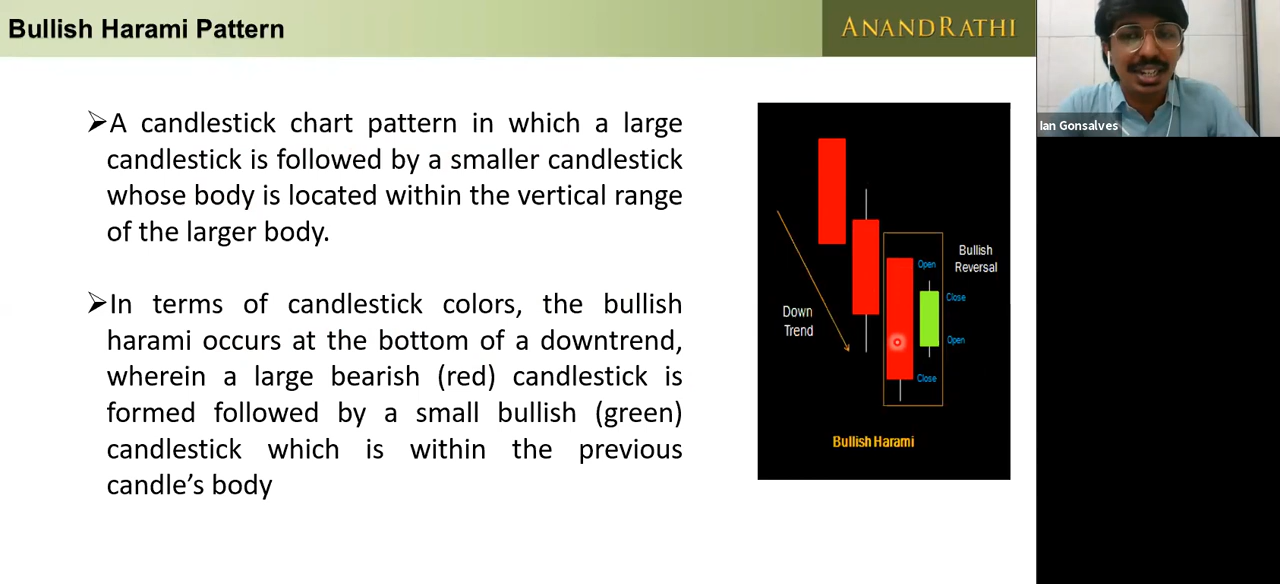 Bullish Harami Pattern
ANANDRATHI
Ian Gonsalves
➢A candlestick chart pattern in which a large
candlestick is followed by a smaller candlestick
whose body is located within the vertical range
of the larger body.
➢In terms of candlestick colors, the bullish
harami occurs at the bottom of a downtrend,
wherein a large bearish (red) candlestick is
formed followed by a small bullish (green)
candlestick which is within the previous
candle’s body
Bullish
Reversal
Open
Close
Down
Trend
Open
Close
Bullish Harami